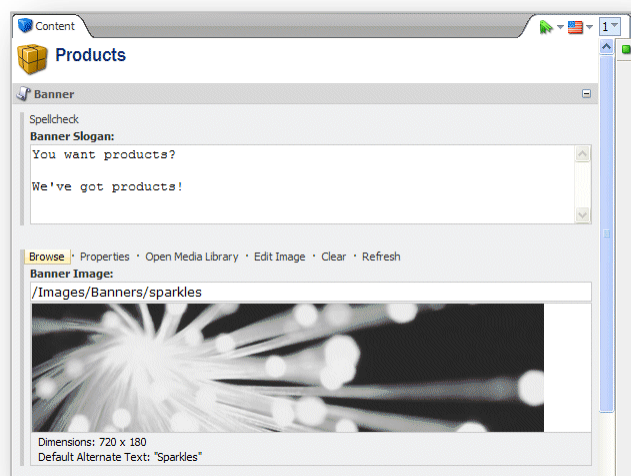 Content
1
Products
Banner
Spellcheck
Banner Slogan:
You want products?
We've got products!
Browse · Properties · Open Media Library · Edit Image · Clear · Refresh
Banner Image:
/Images/Banners/sparkles
Dimensions: 720 x 180
Default Alternate Text: "Sparkles"